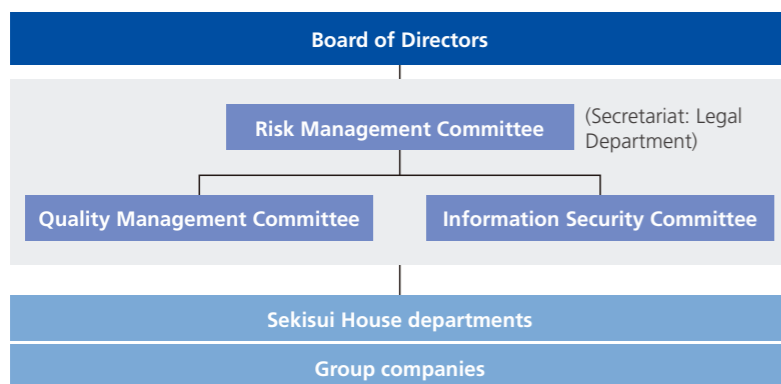 Board of Directors
Risk Management Committee
(Secretariat: Legal
Department)
Quality Management Committee
Information Security Committee
Sekisui House departments
Group companies